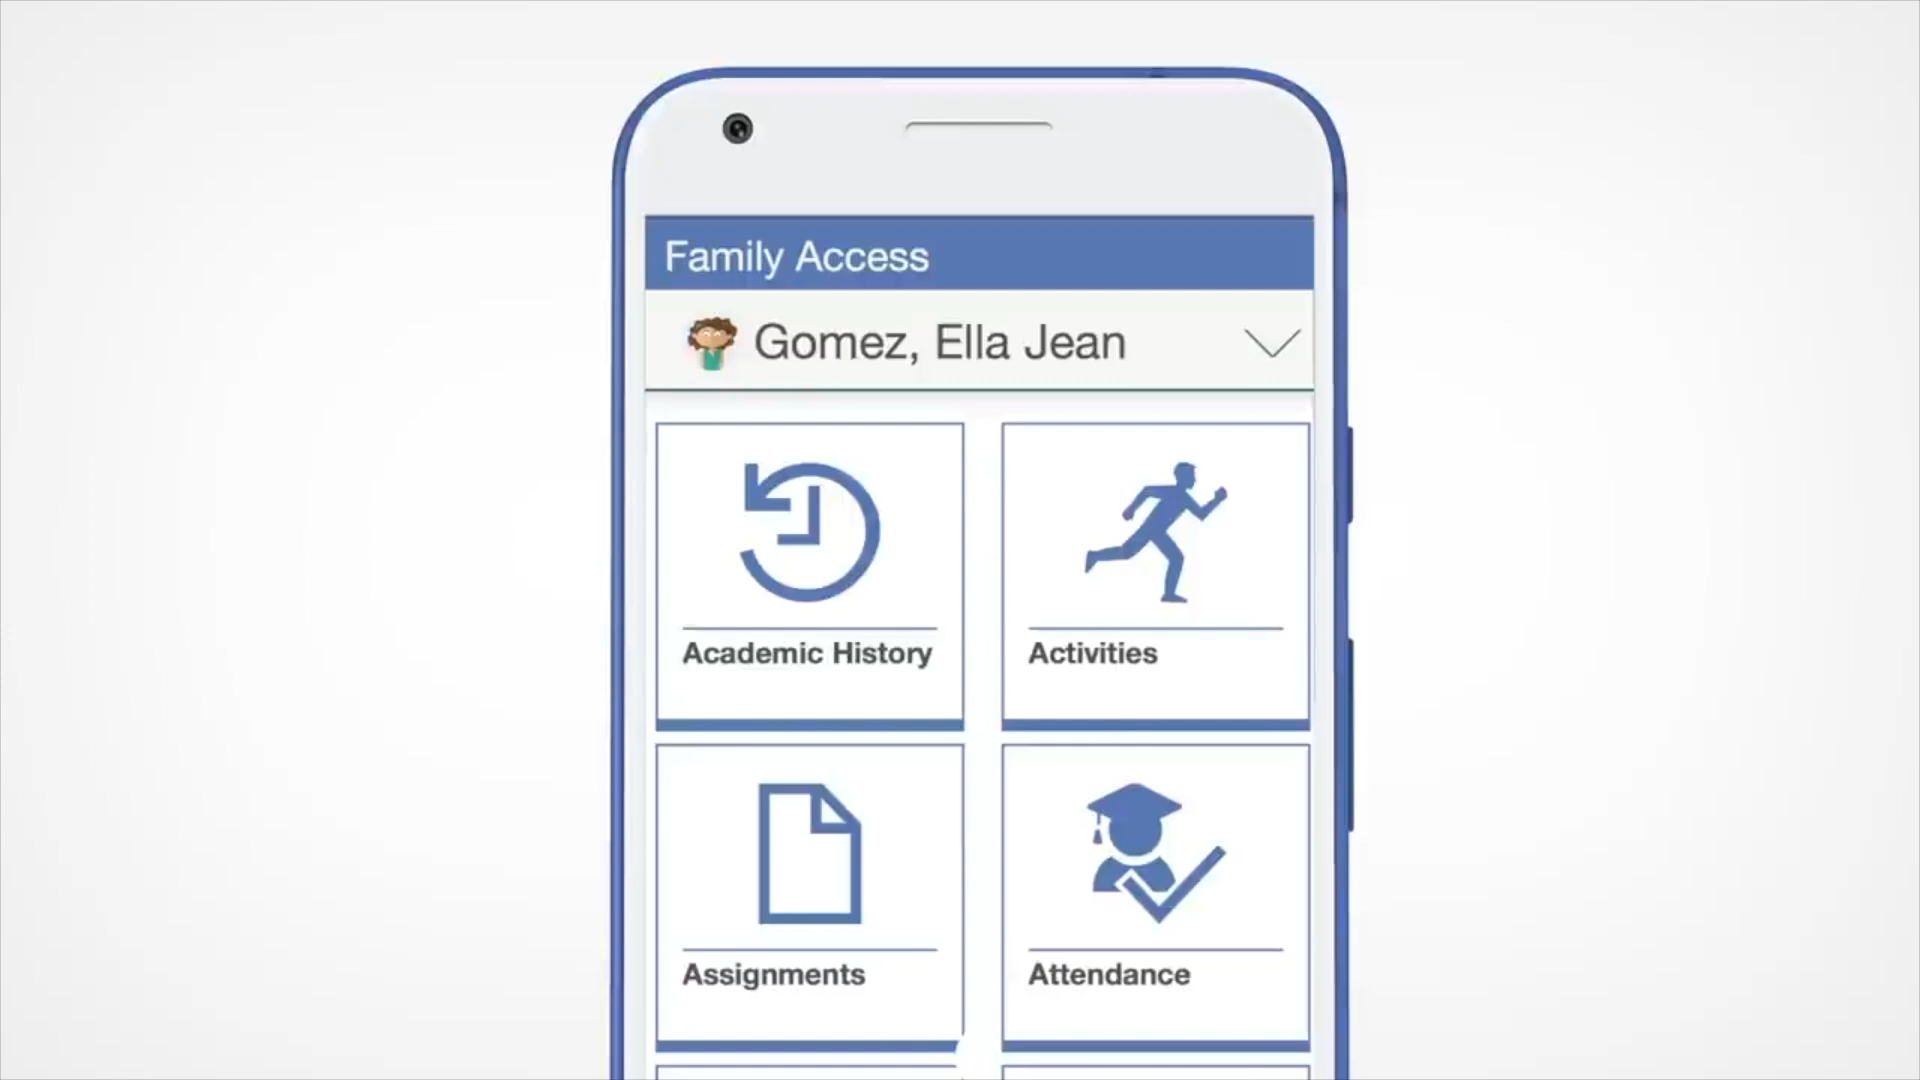 Family Access
Gomez, Ella Jean
Academic History
Activities
Assignments
Attendance